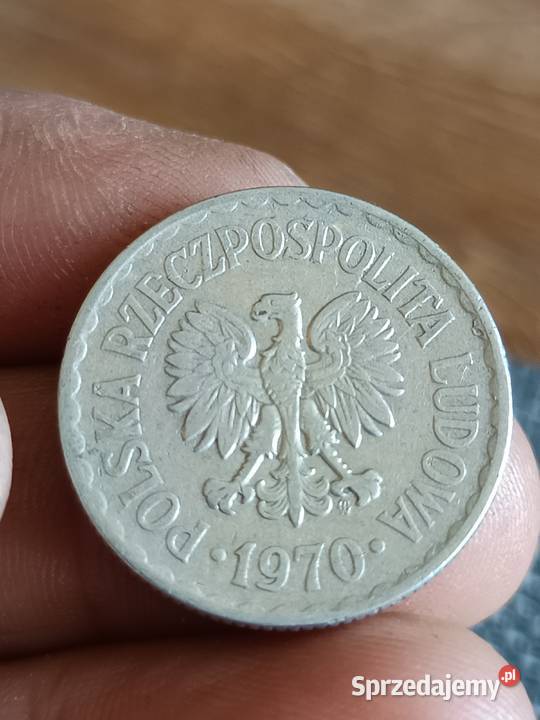 POLSKA RZECZPOSPOLITA LUDOWA
· 1970 ·
Sprzedajemy.pl